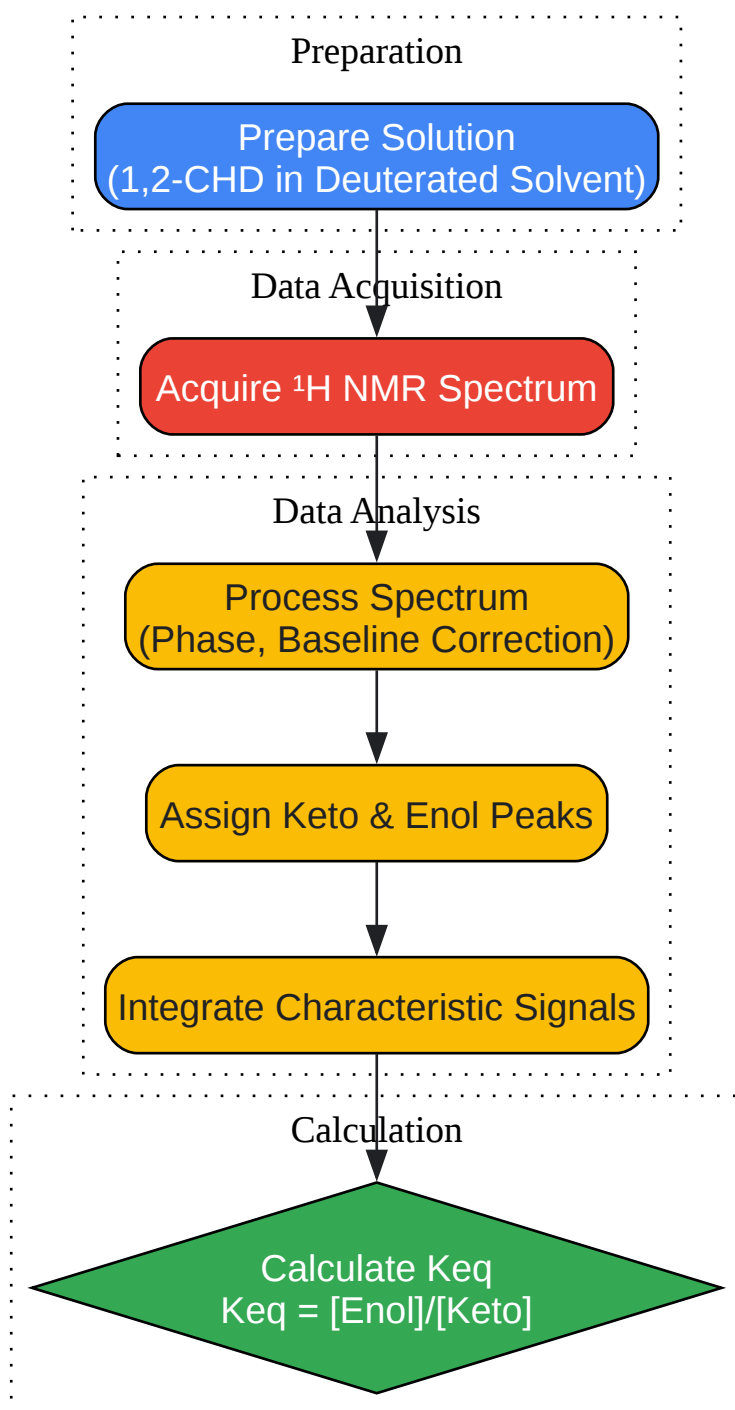 Preparation
Prepare Solution
(1,2-CHD in Deuterated Solvent)
Data Acquisition
Acquire ¹H NMR Spectrum
Data Analysis
Process Spectrum
(Phase, Baseline Correction)
Assign Keto & Enol Peaks
Integrate Characteristic Signals
Calculation
Calculate Keq
Keq = [Enol]/[Keto]